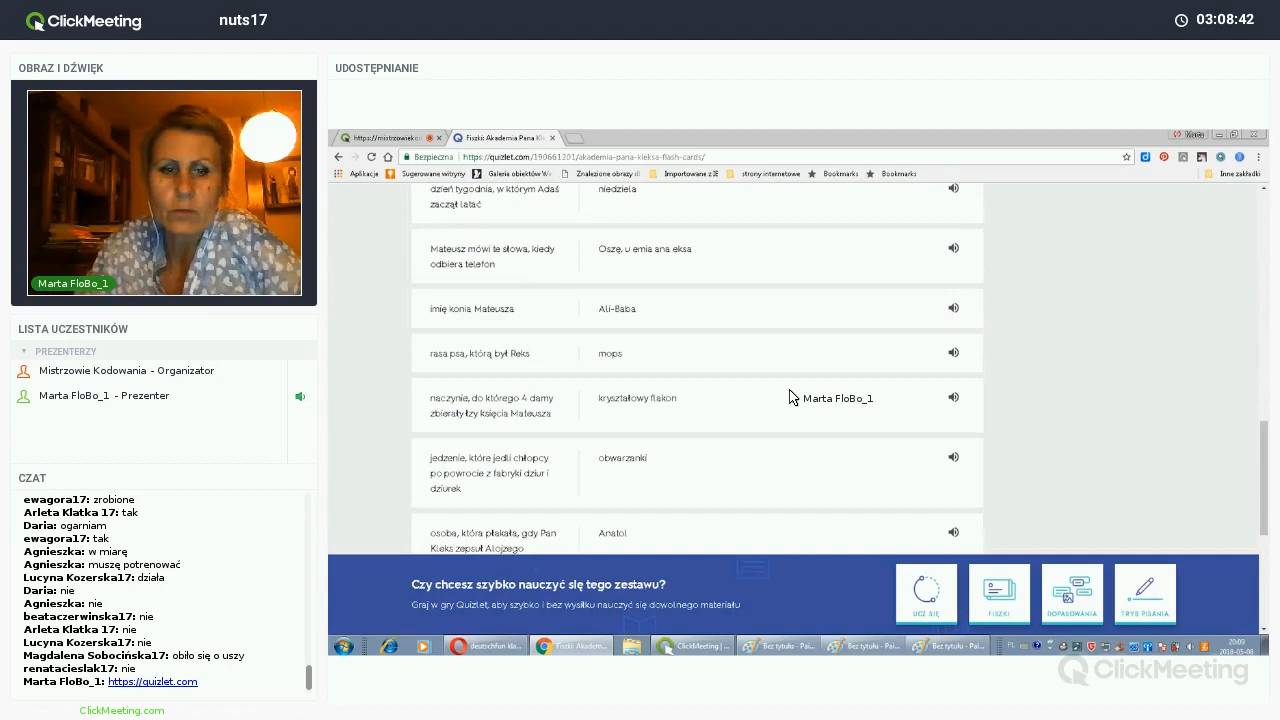 ClickMeeting
nuts17
03:08:42
OBRAZ I DŹWIĘK
Marta FloBo_1
LISTA UCZESTNIKÓW
PREZENTERZY
Mistrzowie Kodowania - Organizator
Marta FloBo_1 - Prezenter
CZAT
ewagora17: zrobione
Arleta Klatka 17: tak
Daria: ogarniam
ewagora17: tak
Agnieszka: w miarę
Agnieszka: muszę potrenować
Lucyna Kozerska17: działa
Daria: nie
Agnieszka: nie
beataczerwinska17: nie
Arleta Klatka 17: nie
Lucyna Kozerska17: nie
Magdalena Sobocińska17: obiło się o uszy
renatacieslak17: nie
Marta FloBo_1: https://quizlet.com
ClickMeeting.com
UDOSTĘPNIANIE
https://mistrzowieko
Fiszki: Akademia Pana Kl
Marta
Bezpieczna
https://quizlet.com/190661201/akademia-pana-kleksa-flash-cards/
Aplikacje
Sugerowane witryny
Galeria obiektów We
Znalezione obrazy dl
Importowane z
strony internetowe
Bookmarks
Bookmarks
Inne zakładki
dzień tygodnia, w którym Adaś
zaczął latać
niedziela
Mateusz mówi te słowa, kiedy
odbiera telefon
Oszę, u emia ana eksa
imię konia Mateusza
Ali-Baba
rasa psa, którą był Reks
mops
naczynie, do którego 4 damy
zbierały łzy księcia Mateusza
kryształowy flakon
Marta FloBo_1
jedzenie, które jedli chłopcy
po powrocie z fabryki dziur i
dziurek
obwarzanki
osoba, która płakała, gdy Pan
Kleks zepsuł Alojzego
Anatol
Czy chcesz szybko nauczyć się tego zestawu?
Graj w gry Quizlet, aby szybko i bez wysiłku nauczyć się dowolnego materiału
UCZ SIĘ
FISZKI
DOPASOWANIA
TRYB PISANIA
deutschfun kla...
Fiszki: Akadem...
ClickMeeting | ...
Bez tytułu - Pai...
Bez tytułu - Pai...
Bez tytułu - Pai...
PL
20:09
2018-05-08
ClickMeeting